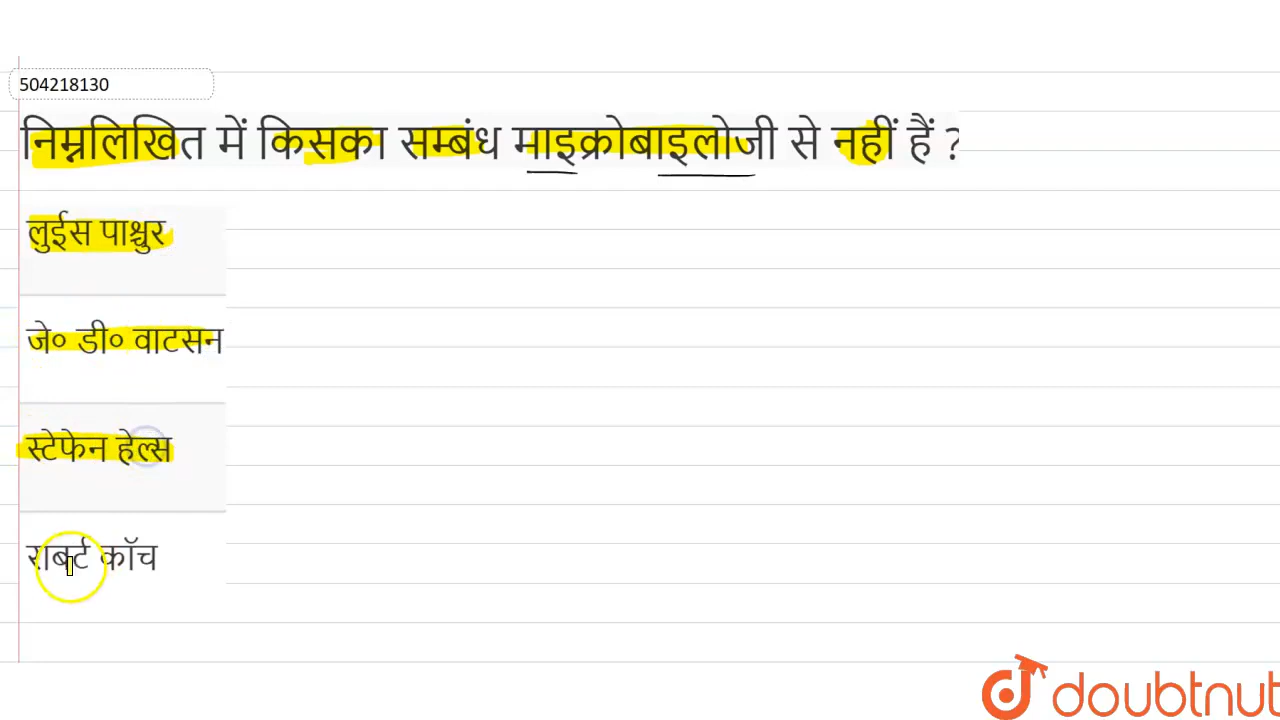 504218130
निम्नलिखित में किसका सम्बंध माइक्रोबाइलोजी से नहीं हैं ?
लुईस पाश्चुर
जे० डी० वाटसन
स्टेफेन हेल्स
राबर्ट कॉच
doubtnut